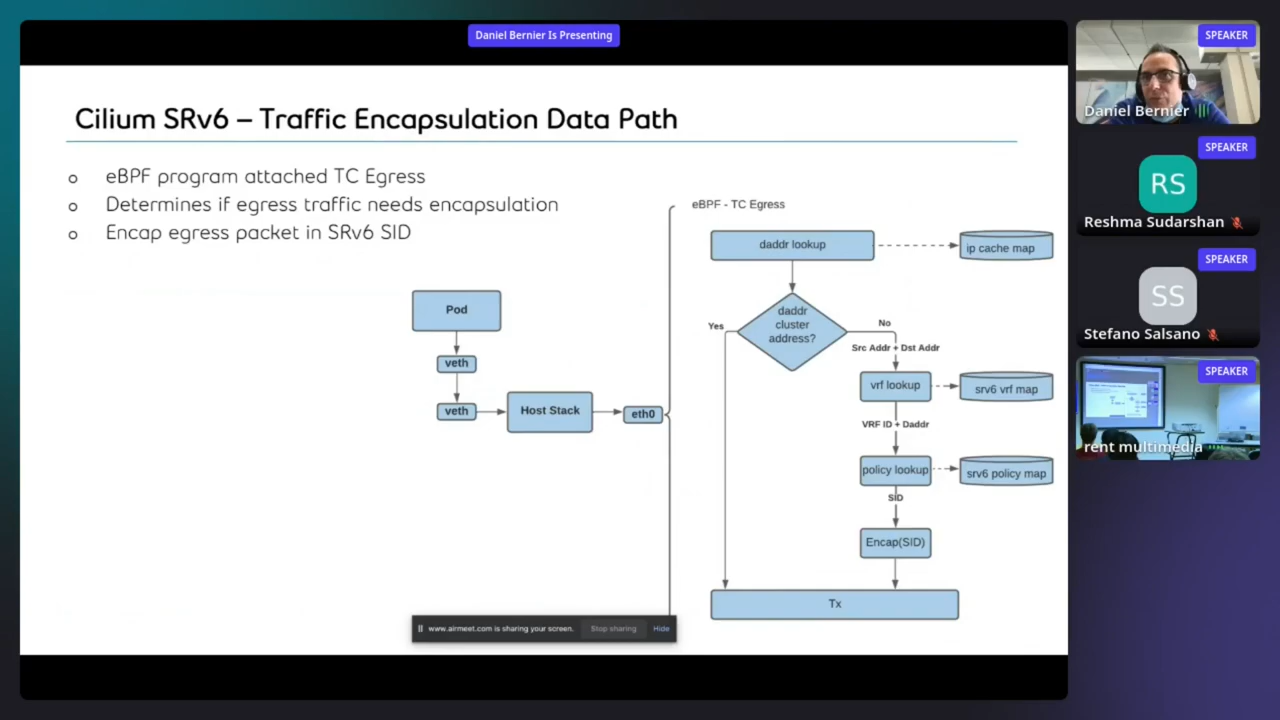 Daniel Bernier Is Presenting
Cilium SRv6 – Traffic Encapsulation Data Path
o eBPF program attached TC Egress
o Determines if egress traffic needs encapsulation
o Encap egress packet in SRv6 SID
eBPF - TC Egress
daddr lookup
ip cache map
Pod
veth
veth
Host Stack
eth0
daddr
cluster
address?
Yes
No
Src Addr + Dst Addr
vrf lookup
srv6 vrf map
VRF ID + Daddr
policy lookup
srv6 policy map
SID
Encap(SID)
Tx
www.airmeet.com is sharing your screen.
Stop sharing
Hide
SPEAKER
Daniel Bernier
SPEAKER
RS
Reshma Sudarshan
SPEAKER
SS
Stefano Salsano
SPEAKER
rent multimedia